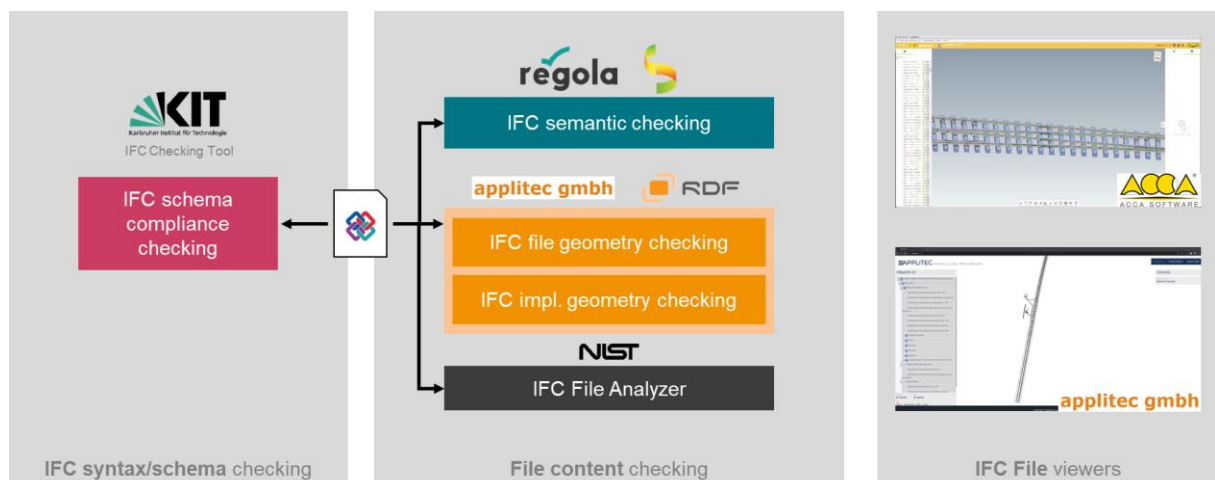 KIT
Karlsruher Institut für Technologie
IFC Checking Tool
IFC schema
compliance
checking
IFC syntax/schema checking
regola
IFC semantic checking
applitec gmbh
RDF
IFC file geometry checking
IFC impl. geometry checking
NIST
IFC File Analyzer
File content checking
ACCA
ACCA SOFTWARE
APPLITEC
applitec gmbh
IFC File viewers